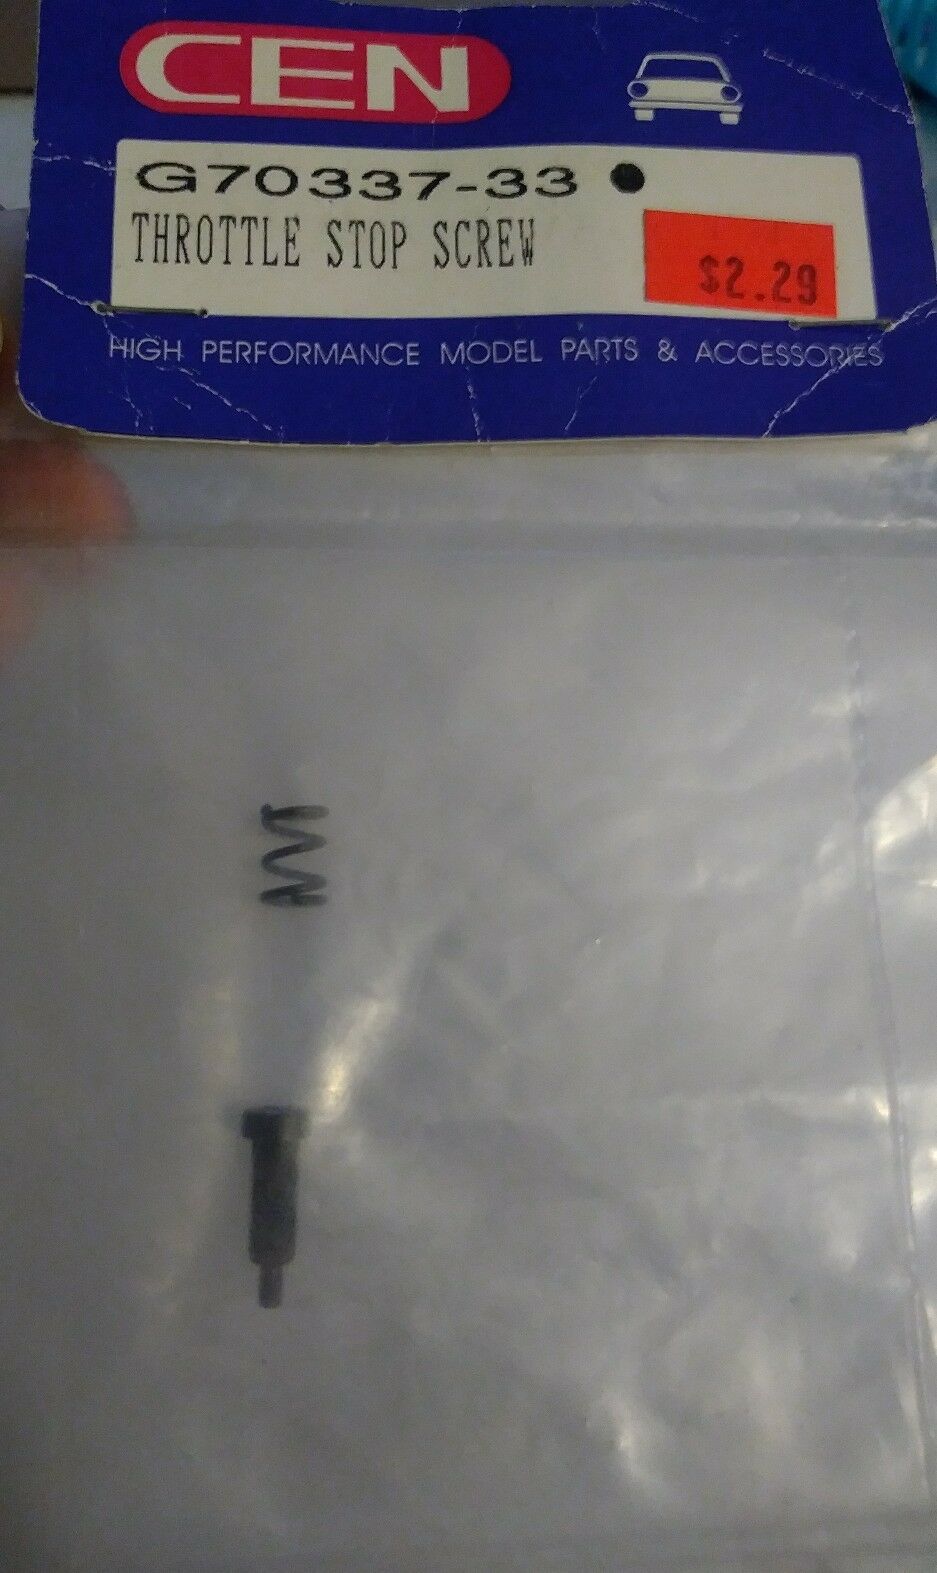 CEN
G70337-33
THROTTLE STOP SCREW
$2.29
HIGH PERFORMANCE MODEL PARTS & ACCESSORIES